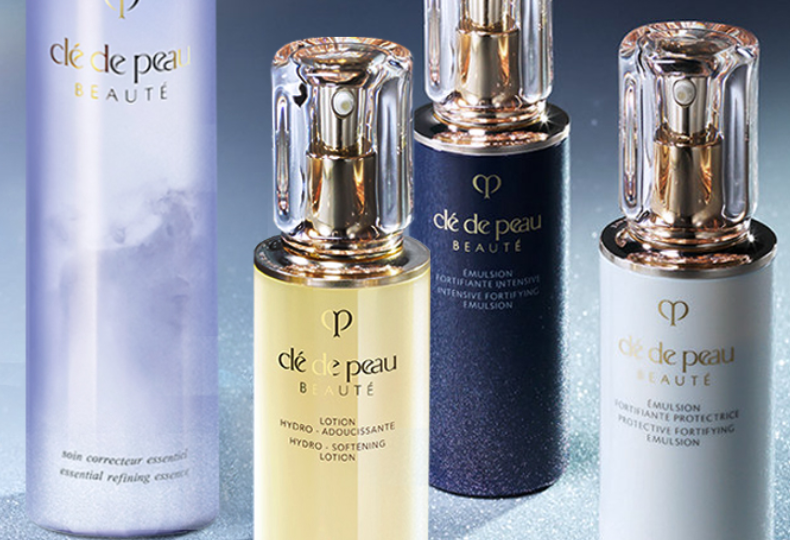 clé de peau
BEAUTÉ
soin correcteur essentiel
essential refining essence
clé de peau
BEAUTÉ
LOTION
HYDRO - ADOUCISSANTE
HYDRO - SOFTENING
LOTION
clé de peau
BEAUTÉ
ÉMULSION
FORTIFIANTE INTENSIVE
INTENSIVE FORTIFYING
EMULSION
clé de peau
BEAUTÉ
ÉMULSION
FORTIFIANTE PROTECTRICE
PROTECTIVE FORTIFYING
EMULSION